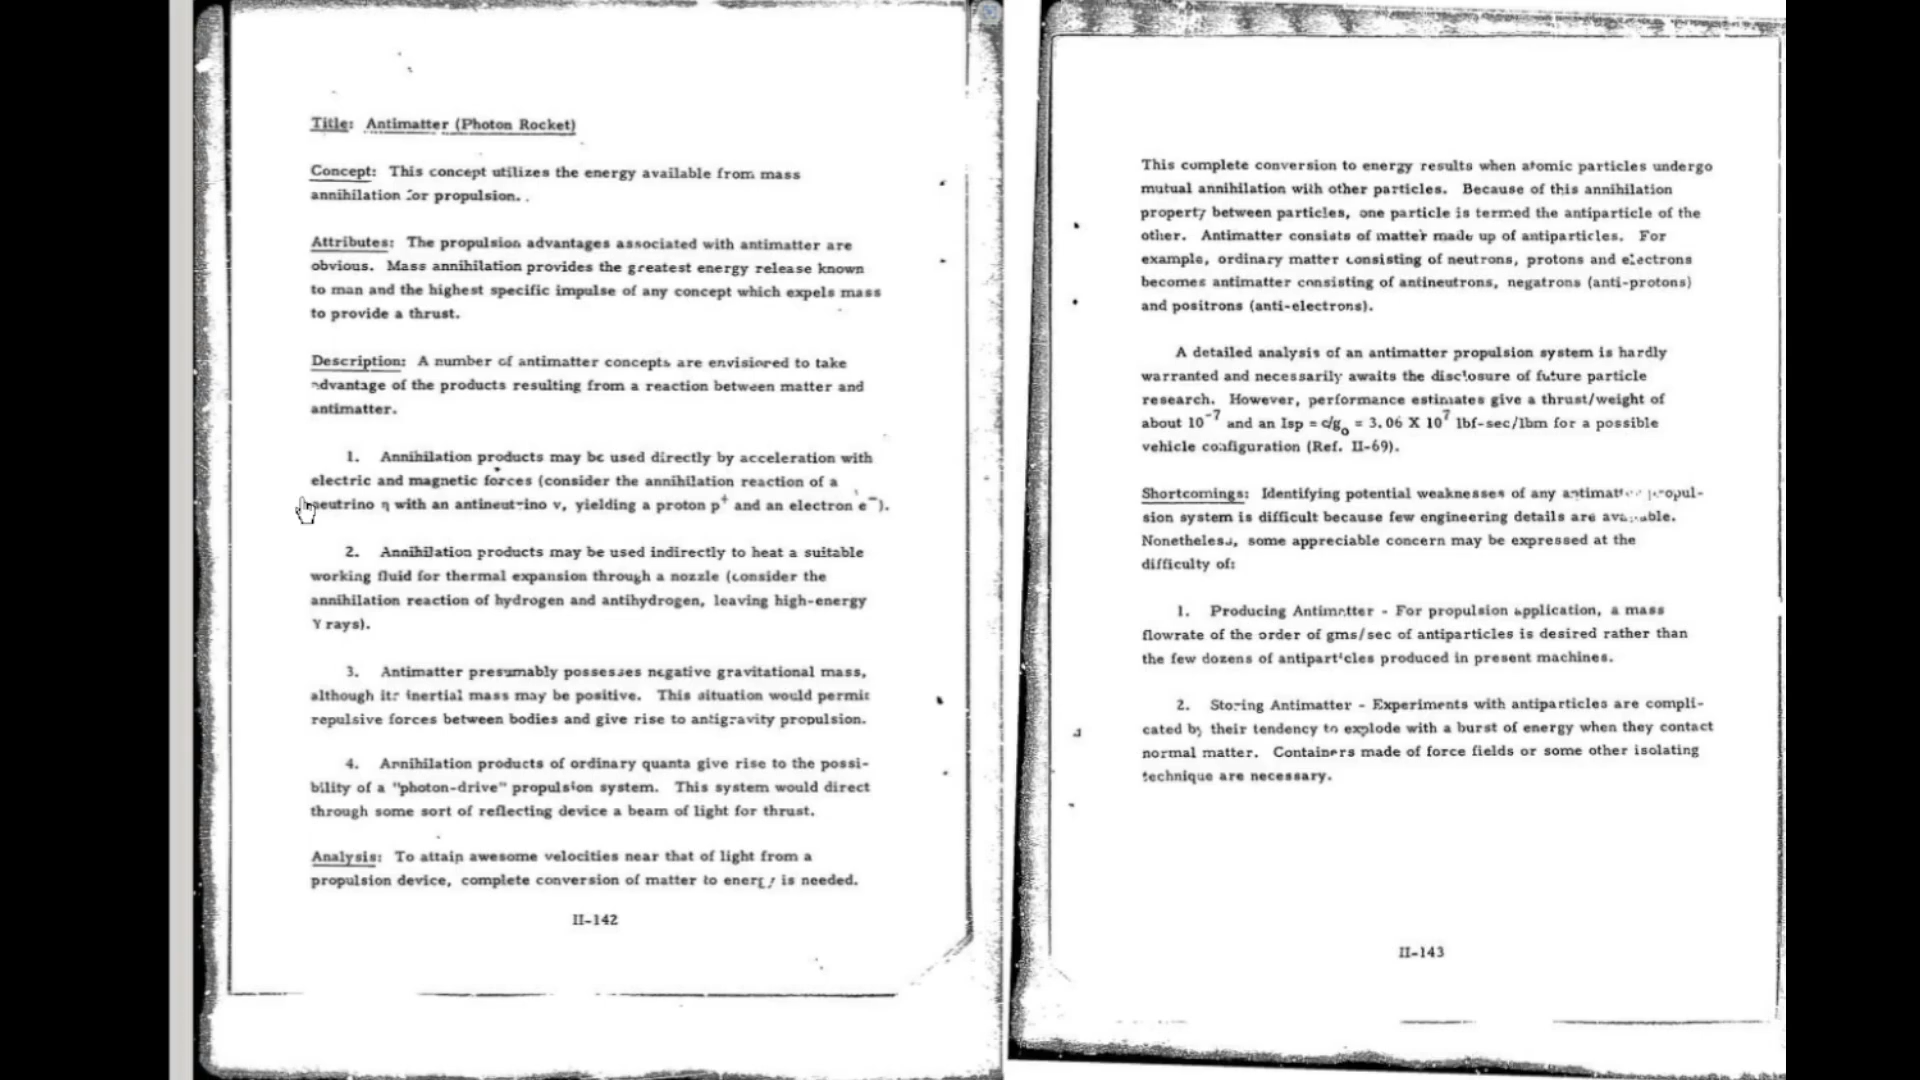 Title: Antimatter (Photon Rocket)
Concept: This concept utilizes the energy available from mass
annihilation for propulsion.
Attributes: The propulsion advantages associated with antimatter are
obvious. Mass annihilation provides the greatest energy release known
to man and the highest specific impulse of any concept which expels mass
to provide a thrust.
Description: A number of antimatter concepts are envisioned to take
advantage of the products resulting from a reaction between matter and
antimatter.
1. Annihilation products may be used directly by acceleration with
electric and magnetic forces (consider the annihilation reaction of a
neutrino η with an antineutrino v, yielding a proton p⁺ and an electron e⁻).
2. Annihilation products may be used indirectly to heat a suitable
working fluid for thermal expansion through a nozzle (consider the
annihilation reaction of hydrogen and antihydrogen, leaving high-energy
Y rays).
3. Antimatter presumably possesses negative gravitational mass,
although its inertial mass may be positive. This situation would permit
repulsive forces between bodies and give rise to antigravity propulsion.
4. Annihilation products of ordinary quanta give rise to the possi-
bility of a "photon-drive" propulsion system. This system would direct
through some sort of reflecting device a beam of light for thrust.
Analysis: To attain awesome velocities near that of light from a
propulsion device, complete conversion of matter to energy is needed.
II-142
This complete conversion to energy results when atomic particles undergo
mutual annihilation with other particles. Because of this annihilation
property between particles, one particle is termed the antiparticle of the
other. Antimatter consists of matter made up of antiparticles. For
example, ordinary matter consisting of neutrons, protons and electrons
becomes antimatter consisting of antineutrons, negatrons (anti-protons)
and positrons (anti-electrons).
A detailed analysis of an antimatter propulsion system is hardly
warranted and necessarily awaits the disclosure of future particle
research. However, performance estimates give a thrust/weight of
about 10⁻⁷ and an Isp = c/g₀ = 3.06 X 10⁷ lbf-sec/lbm for a possible
vehicle configuration (Ref. II-69).
Shortcomings: Identifying potential weaknesses of any antimatter propul-
sion system is difficult because few engineering details are available.
Nonetheless, some appreciable concern may be expressed at the
difficulty of:
1. Producing Antimatter - For propulsion application, a mass
flowrate of the order of gms/sec of antiparticles is desired rather than
the few dozens of antiparticles produced in present machines.
2. Storing Antimatter - Experiments with antiparticles are compli-
cated by their tendency to explode with a burst of energy when they contact
normal matter. Containers made of force fields or some other isolating
technique are necessary.
II-143